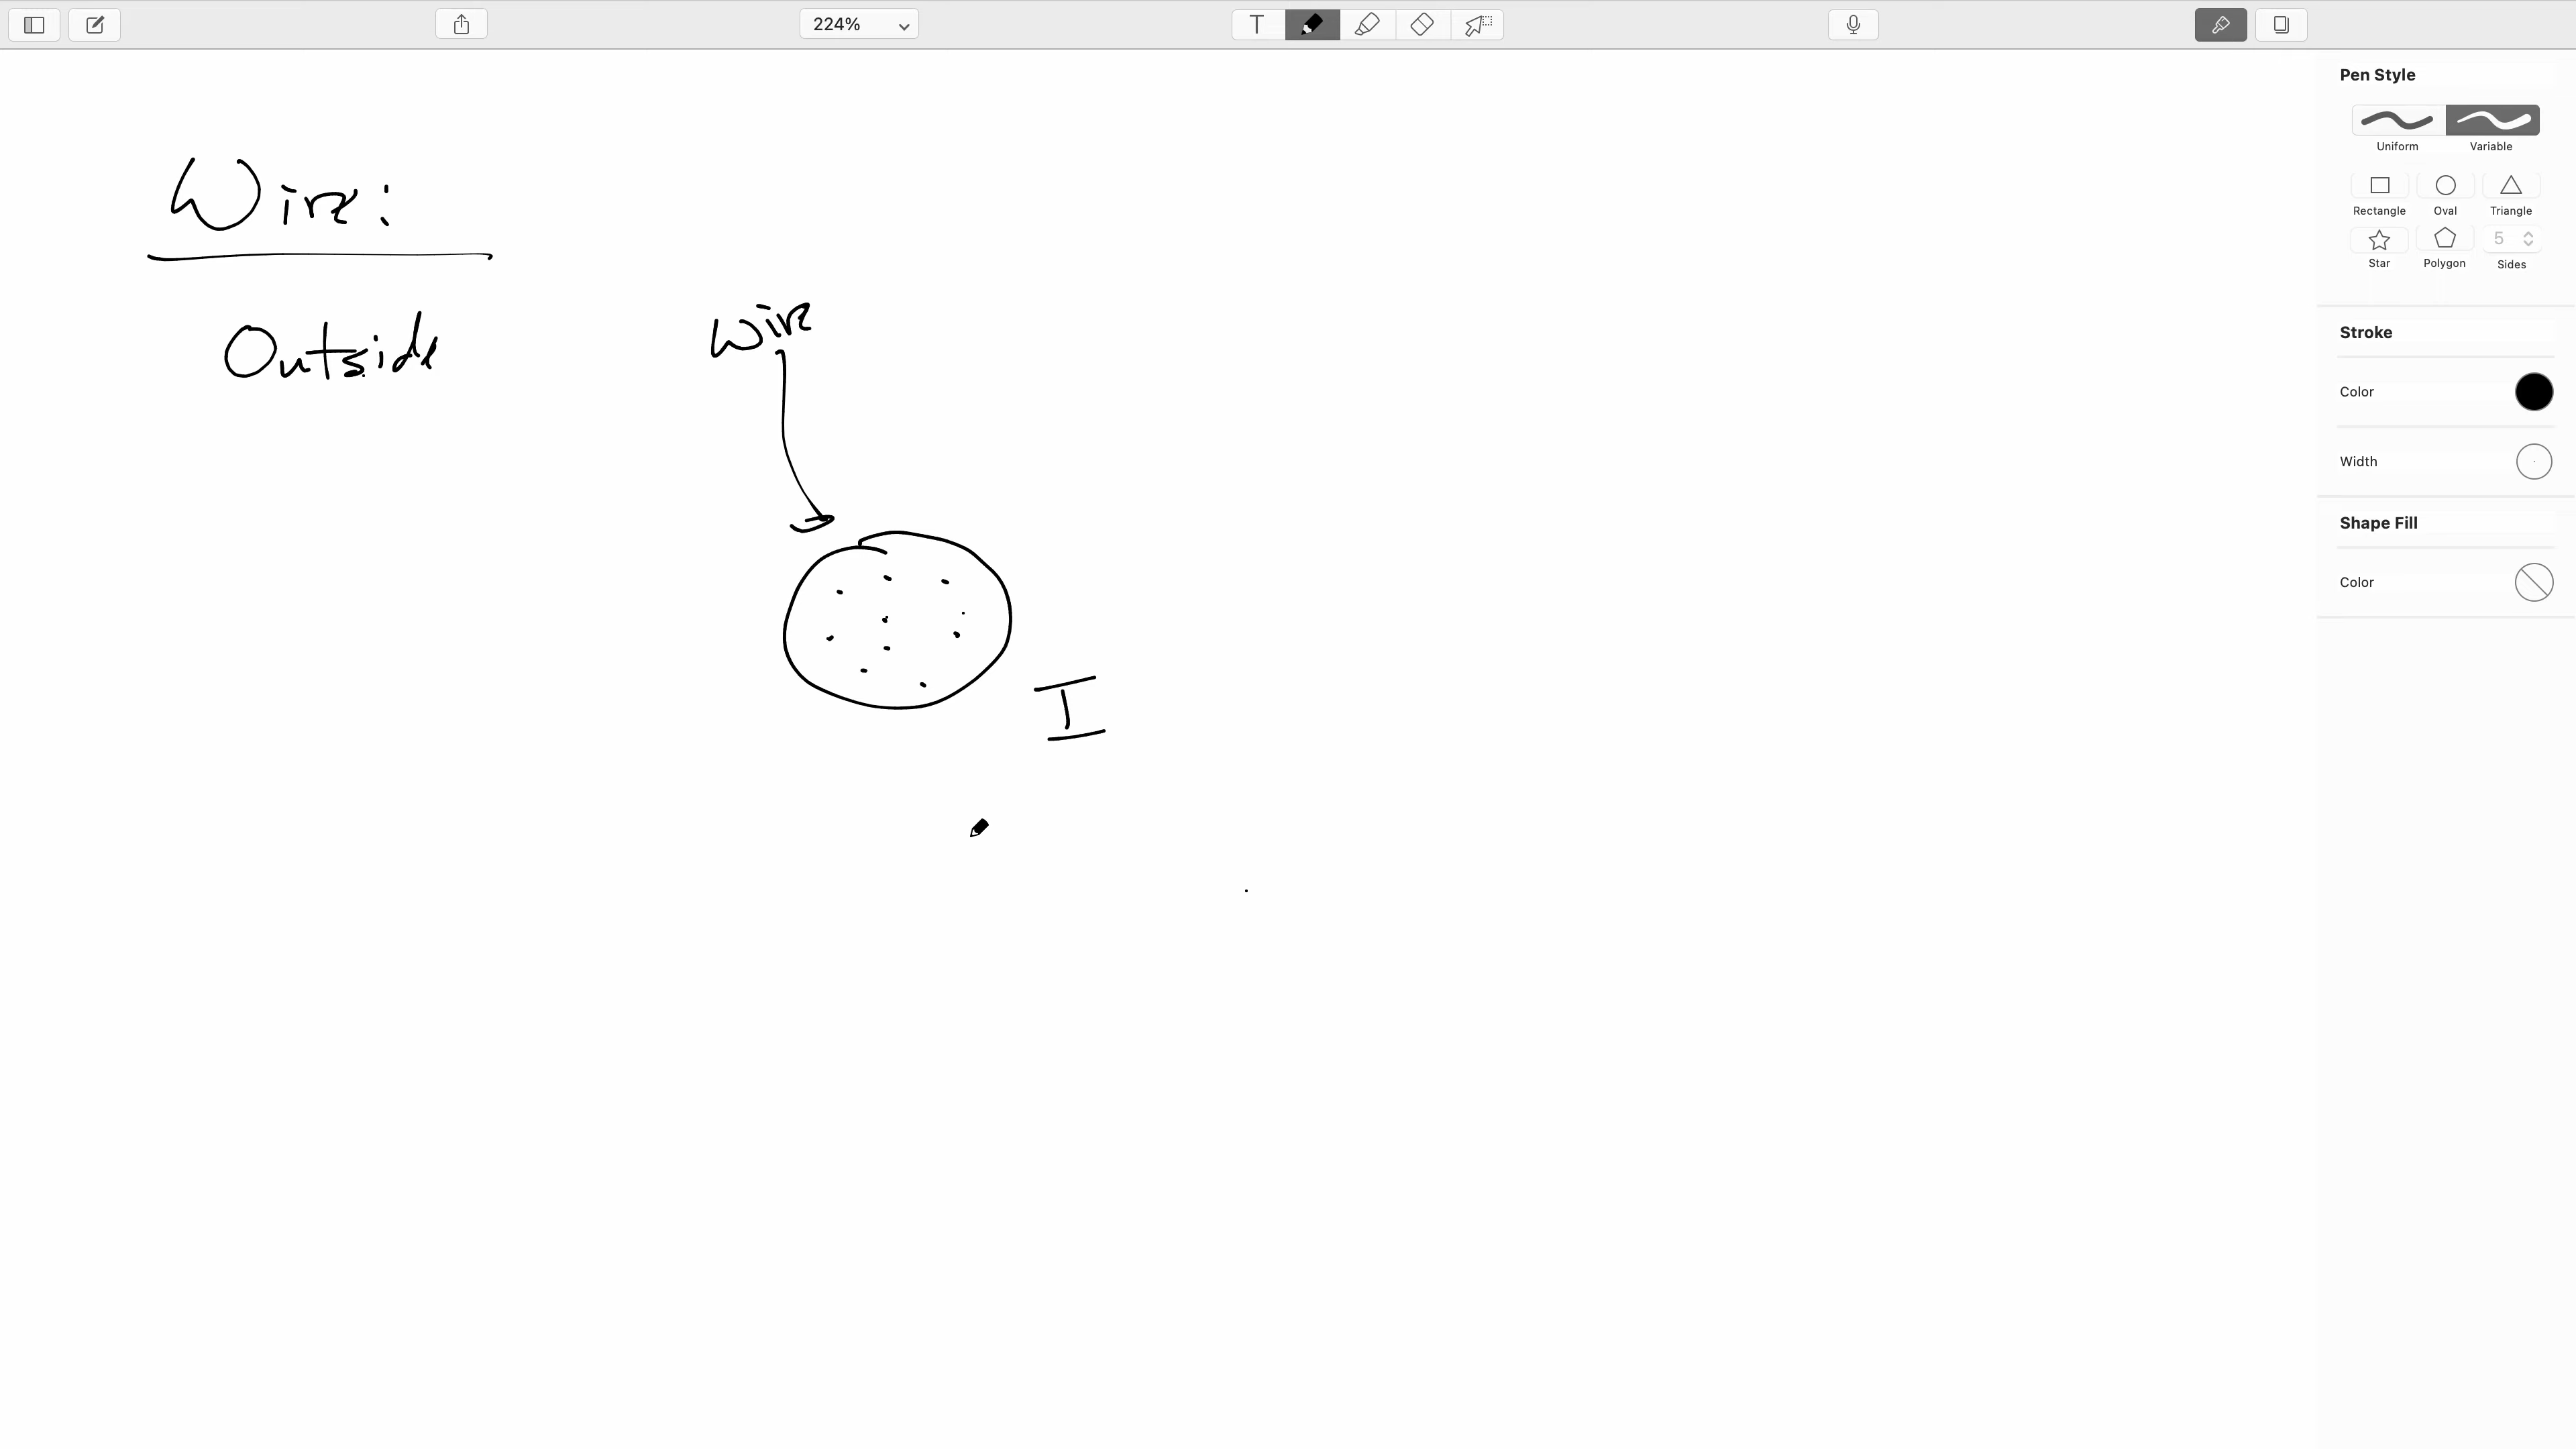 224%
T
Pen Style
Uniform
Variable
Rectangle
Oval
Triangle
5
Star
Polygon
Sides
Stroke
Color
Width
Shape Fill
Color
Wire:
Outside
Wire
I